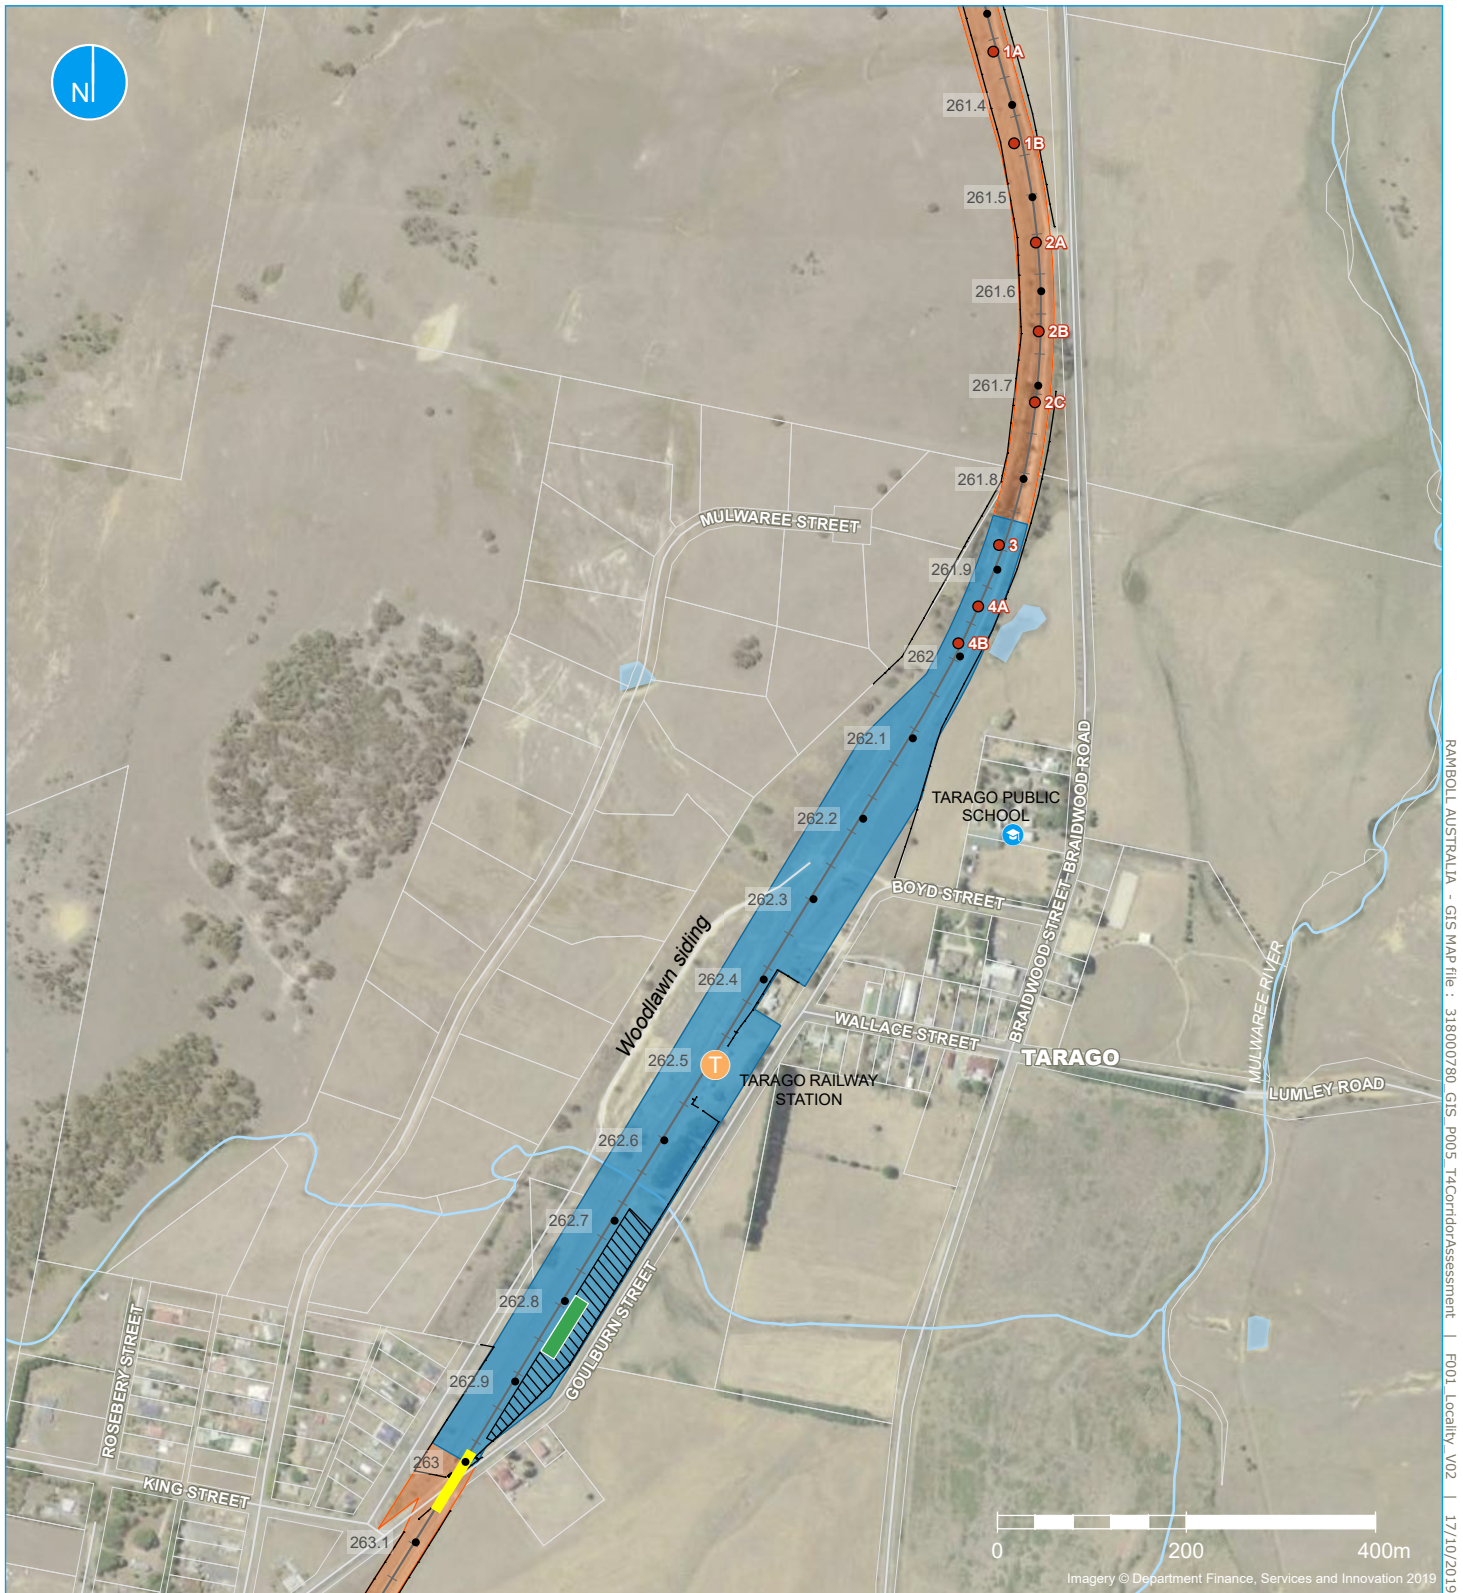 N
1A
261.4
1B
261.5
2A
261.6
2B
261.7
2C
261.8
MULWAREE STREET
3
261.9
4A
4B
262
262.1
TARAGO PUBLIC
SCHOOL
262.2
BOYD STREET
262.3
BRAIDWOOD STREET-BRAIDWOOD ROAD
Woodlawn siding
262.4
WALLACE STREET
MULWAREE RIVER
262.5
T
TARAGO
TARAGO RAILWAY
STATION
LUMLEY ROAD
262.6
262.7
262.8
GOULBURN STREET
ROSEBERY STREET
262.9
263
KING STREET
263.1
0 200 400m
Imagery © Department Finance, Services and Innovation 2019
RAMBOLL AUSTRALIA - GIS MAP file : 318000780_GIS_P005_T4CorridorAssessment | F001_Locality_V02 | 17/10/2019